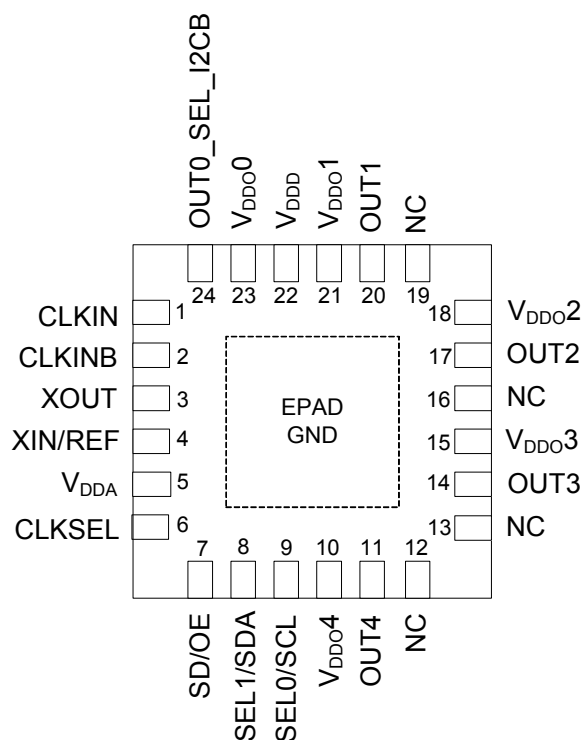 OUT0_SEL_I2CB
VDDO0
VDDD
VDDO1
OUT1
NC
24
23
22
21
20
19
CLKIN
1
CLKINB
2
XOUT
3
XIN/REF
4
VDDA
5
CLKSEL
6
EPAD
GND
18
VDDO2
17
OUT2
16
NC
15
VDDO3
14
OUT3
13
NC
7
8
9
10
11
12
SD/OE
SEL1/SDA
SEL0/SCL
VDDO4
OUT4
NC